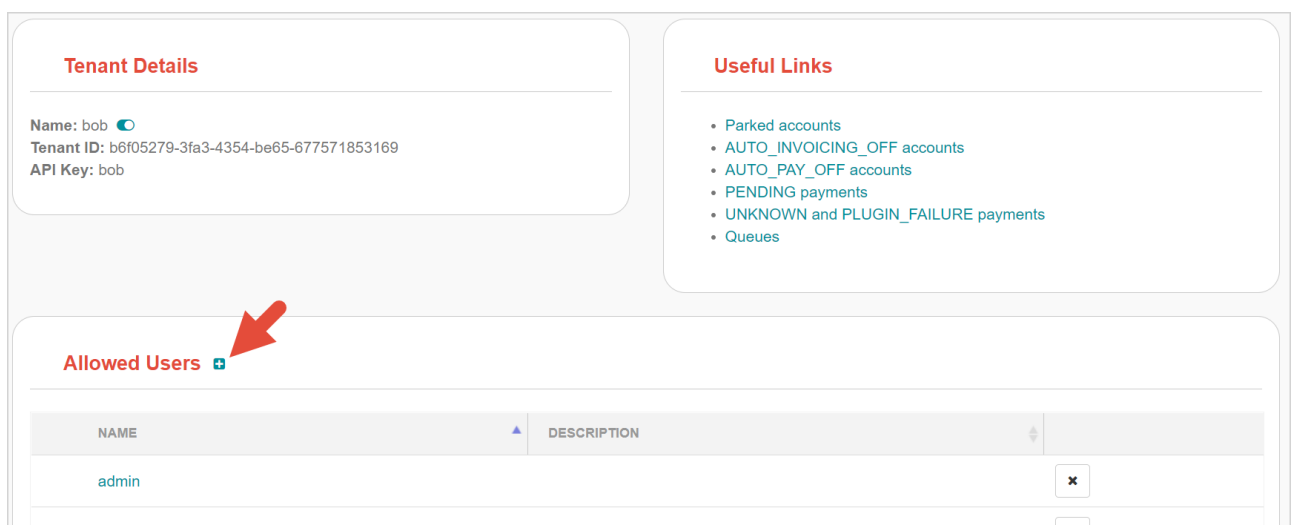 Tenant Details
Name: bob
Tenant ID: b6f05279-3fa3-4354-be65-677571853169
API Key: bob
Useful Links
Parked accounts
AUTO_INVOICING_OFF accounts
AUTO_PAY_OFF accounts
PENDING payments
UNKNOWN and PLUGIN_FAILURE payments
Queues
Allowed Users
NAME DESCRIPTION
admin